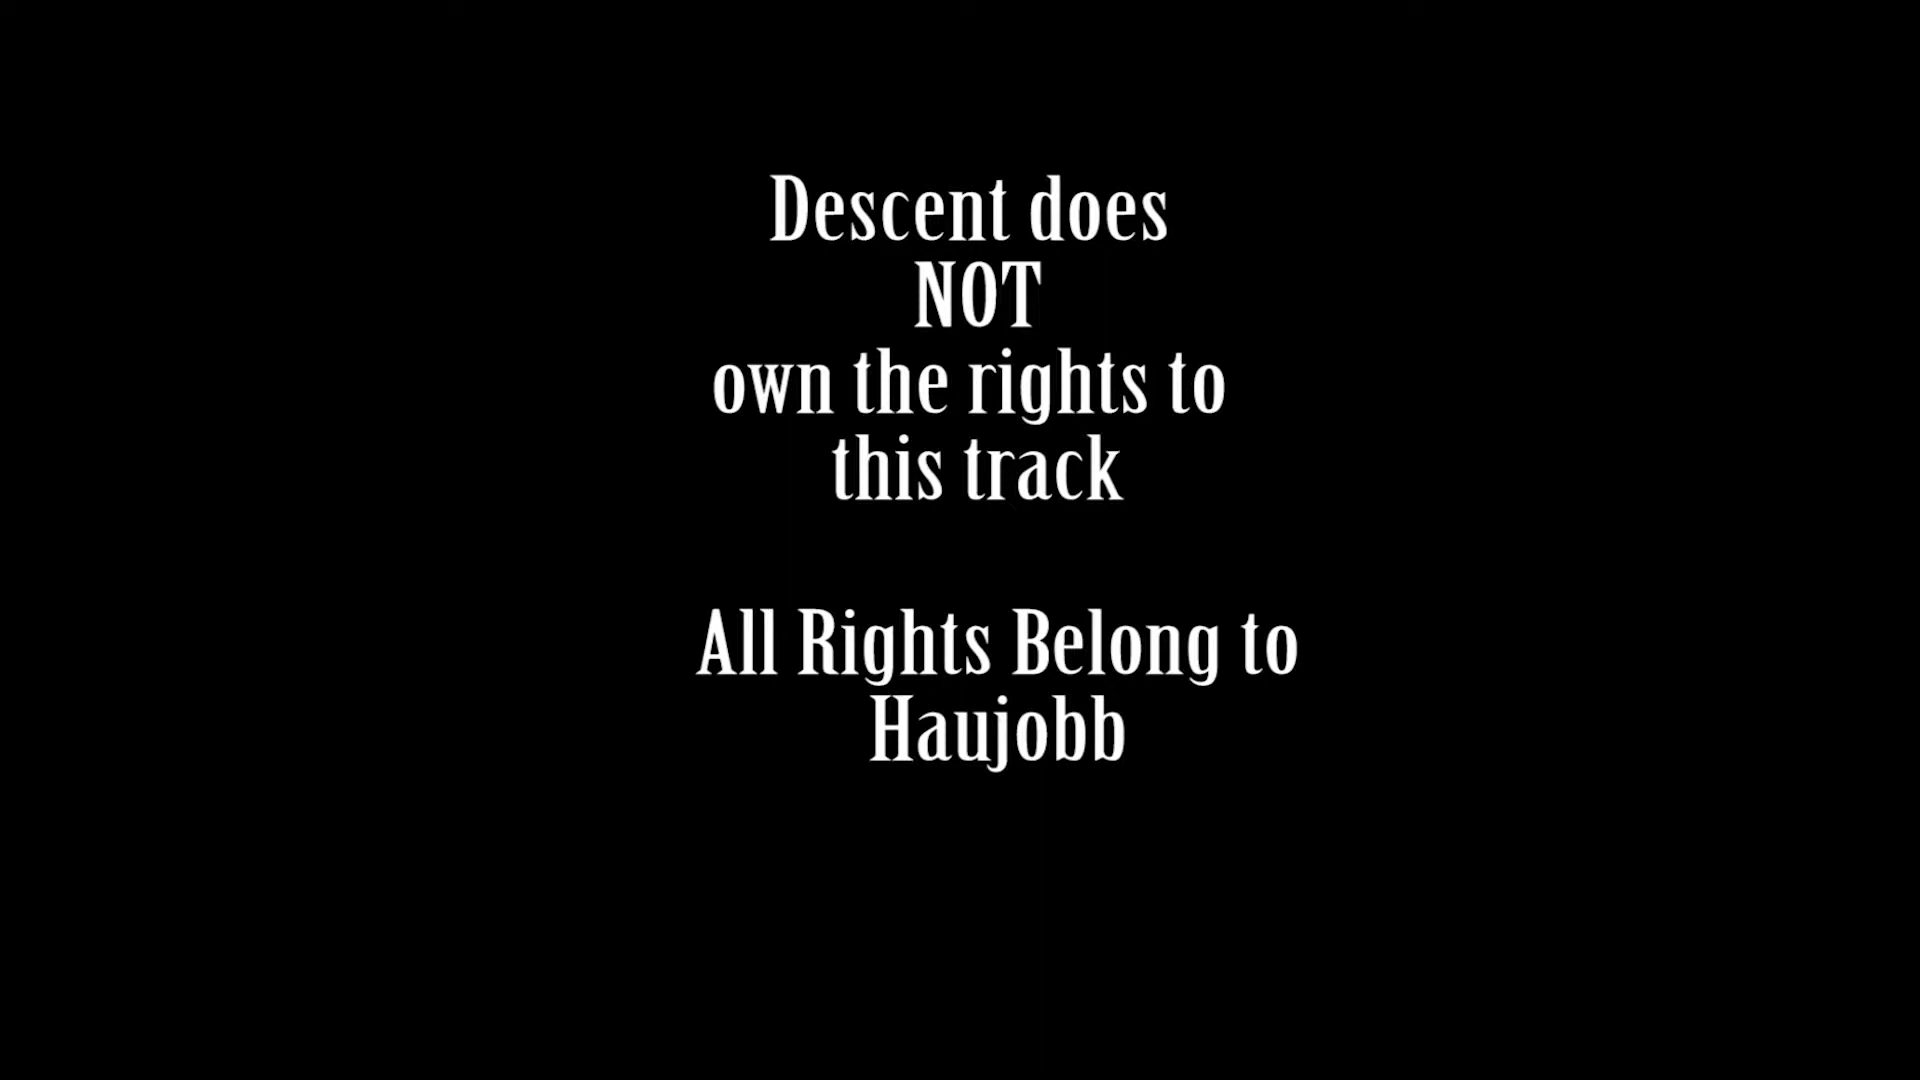 Descent does
NOT
own the rights to
this track
All Rights Belong to
Haujobb